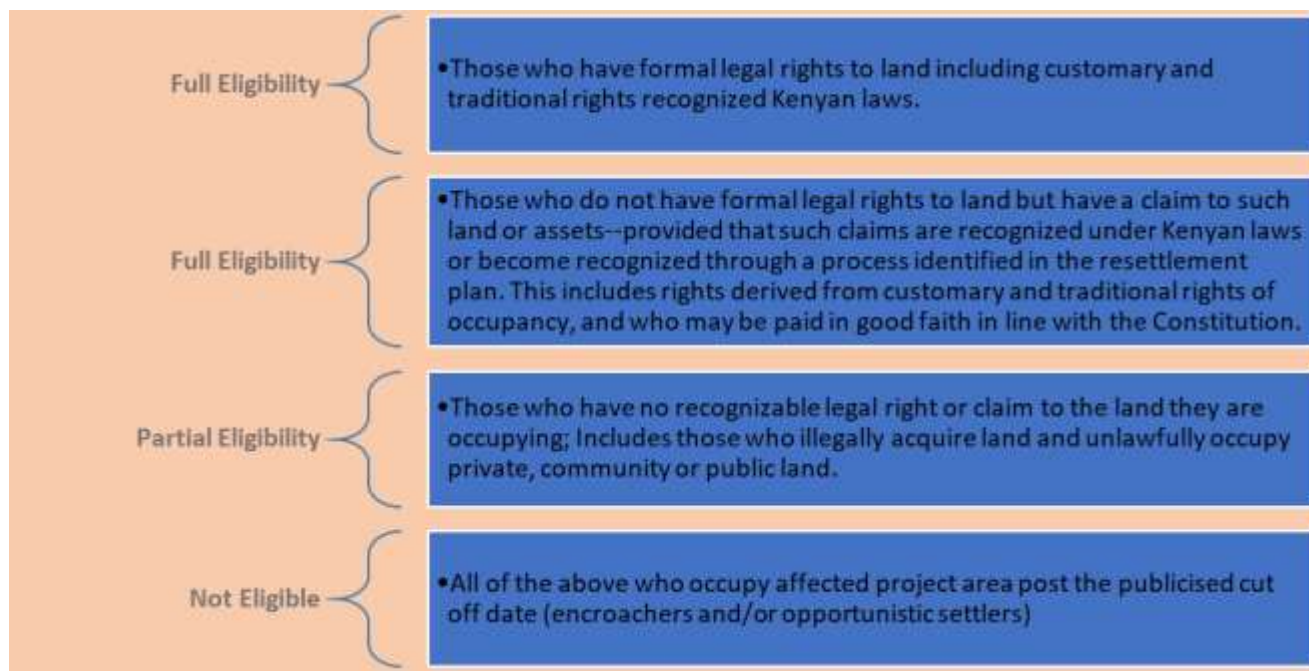 Full Eligibility
•Those who have formal legal rights to land including customary and
traditional rights recognized Kenyan laws.
Full Eligibility
•Those who do not have formal legal rights to land but have a claim to such
land or assets--provided that such claims are recognized under Kenyan laws
or become recognized through a process identified in the resettlement
plan. This includes rights derived from customary and traditional rights of
occupancy, and who may be paid in good faith in line with the Constitution.
Partial Eligibility
•Those who have no recognizable legal right or claim to the land they are
occupying; Includes those who illegally acquire land and unlawfully occupy
private, community or public land.
Not Eligible
•All of the above who occupy affected project area post the publicised cut
off date (encroachers and/or opportunistic settlers)